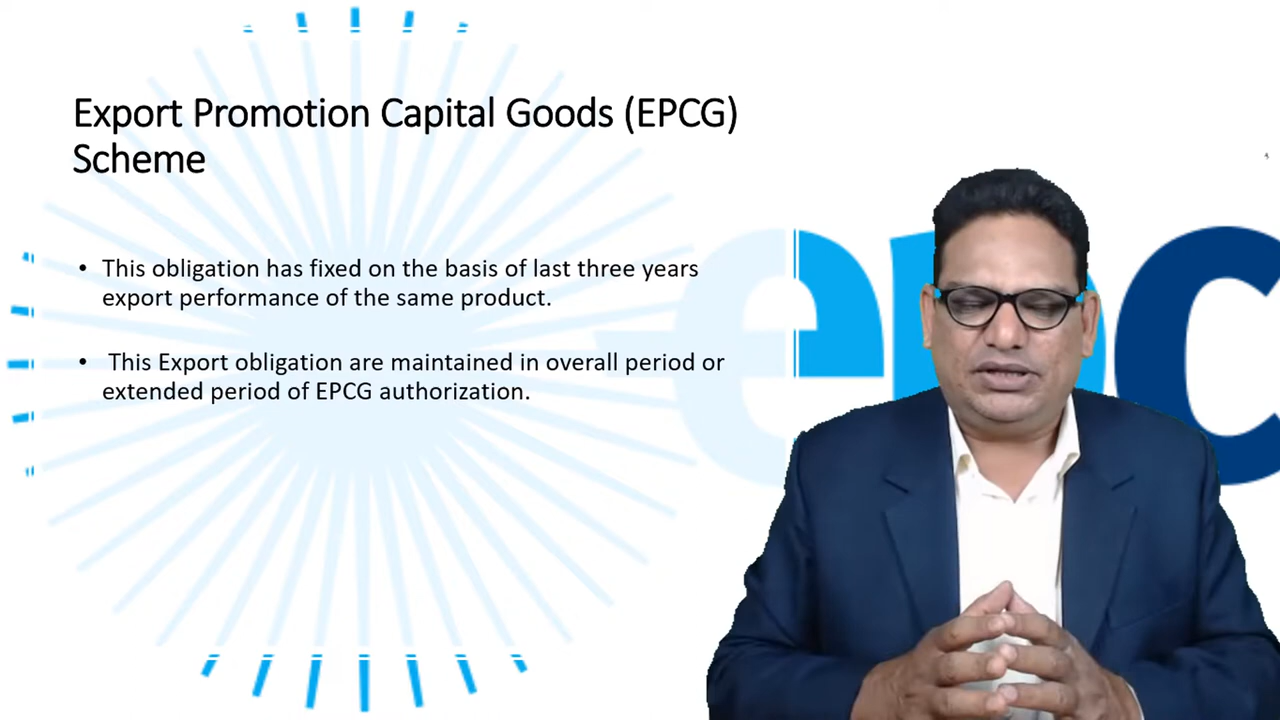 Export Promotion Capital Goods (EPCG)
Scheme
• This obligation has fixed on the basis of last three years
export performance of the same product.
• This Export obligation are maintained in overall period or
extended period of EPCG authorization.
epc